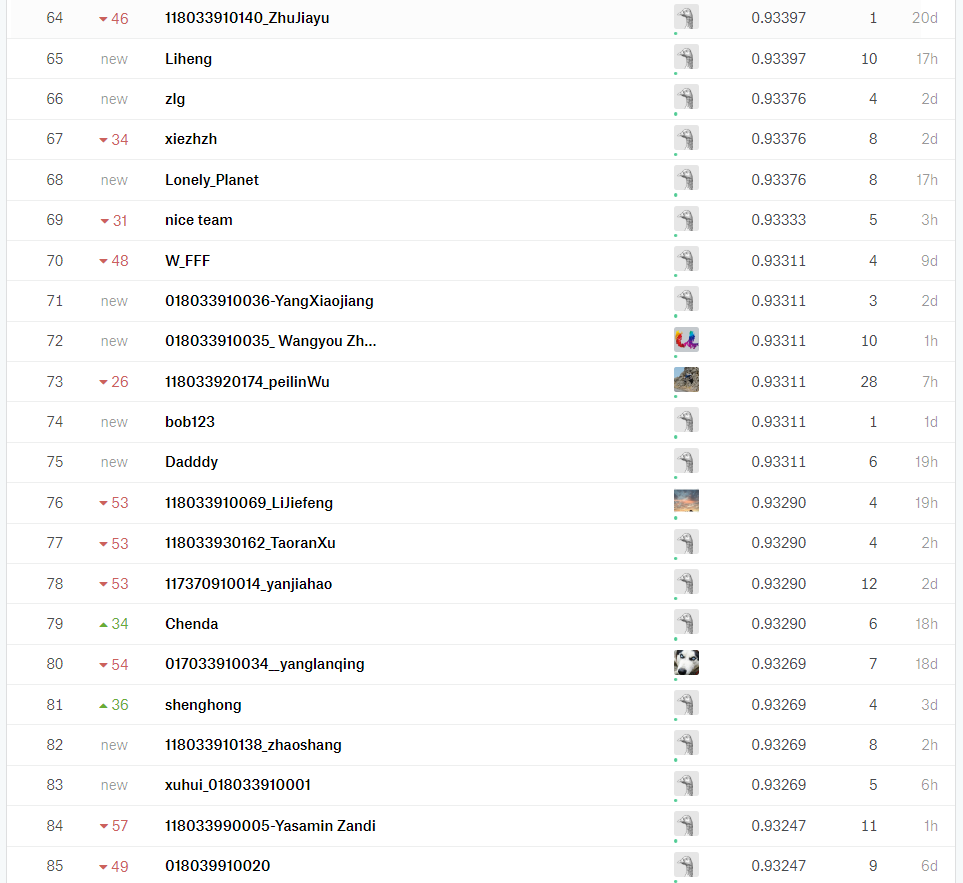 64 46 118033910140_ZhuJiayu 0.93397 1 20d
65 new Liheng 0.93397 10 17h
66 new zlg 0.93376 4 2d
67 34 xiezhzh 0.93376 8 2d
68 new Lonely_Planet 0.93376 8 17h
69 31 nice team 0.93333 5 3h
70 48 W_FFF 0.93311 4 9d
71 new 018033910036-YangXiaojiang 0.93311 3 2d
72 new 018033910035_ Wangyou Zh... 0.93311 10 1h
73 26 118033920174_peilinWu 0.93311 28 7h
74 new bob123 0.93311 1 1d
75 new Dadddy 0.93311 6 19h
76 53 118033910069_LiJiefeng 0.93290 4 19h
77 53 118033930162_TaoranXu 0.93290 4 2h
78 53 117370910014_yanjiahao 0.93290 12 2d
79 34 Chenda 0.93290 6 18h
80 54 017033910034__yanglanqing 0.93269 7 18d
81 36 shenghong 0.93269 4 3d
82 new 118033910138_zhaoshang 0.93269 8 2h
83 new xuhui_018033910001 0.93269 5 6h
84 57 118033990005-Yasamin Zandi 0.93247 11 1h
85 49 018039910020 0.93247 9 6d